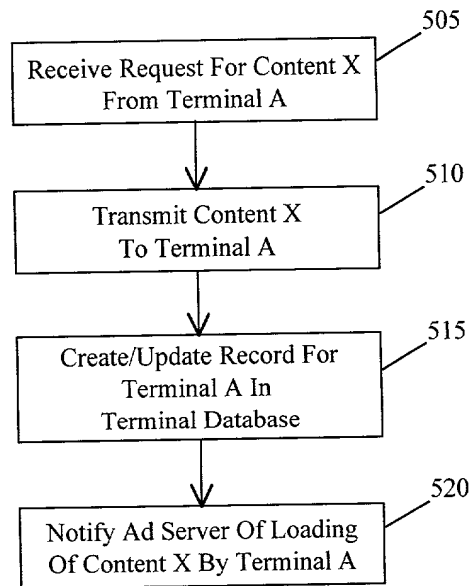 505
Receive Request For Content X
From Terminal A
510
Transmit Content X
To Terminal A
515
Create/Update Record For
Terminal A In
Terminal Database
520
Notify Ad Server Of Loading
Of Content X By Terminal A